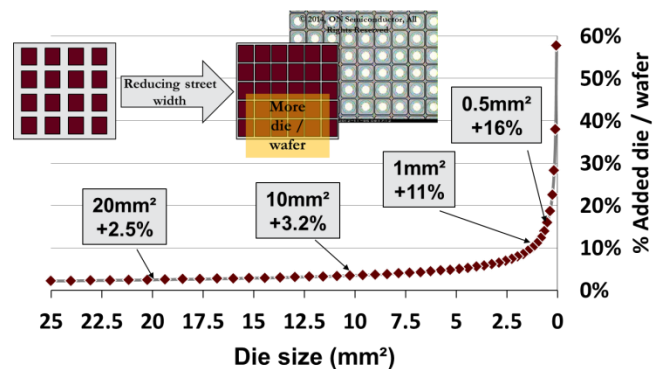 © 2014, ON Semiconductor, All
Rights Reserved
Reducing street
width
More
die /
wafer
20mm²
+2.5%
10mm²
+3.2%
1mm²
+11%
0.5mm²
+16%
60%
50%
40%
30%
20%
10%
0%
% Added die / wafer
25 22.5 20 17.5 15 12.5 10 7.5 5 2.5 0
Die size (mm²)